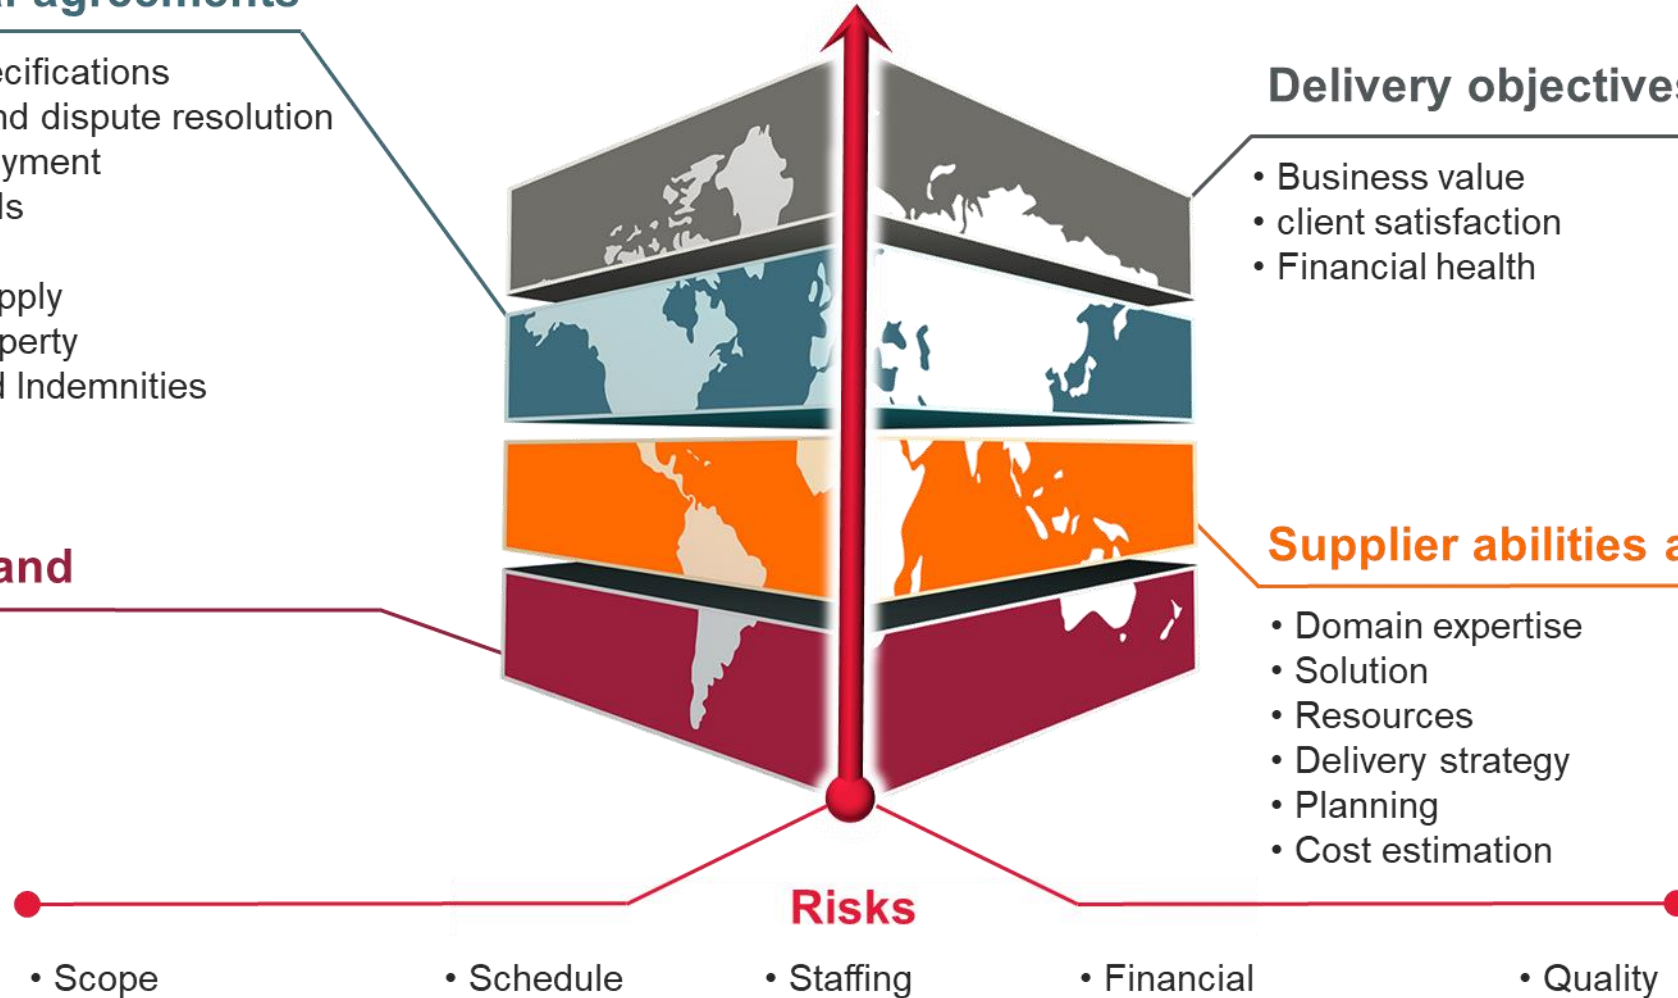 agreements
ecifications
nd dispute resolution
yment
ls
pply
perty
d Indemnities
and
Delivery objectives
• Business value
• client satisfaction
• Financial health
Supplier abilities a
• Domain expertise
• Solution
• Resources
• Delivery strategy
• Planning
• Cost estimation
Risks
• Scope • Schedule • Staffing • Financial • Quality